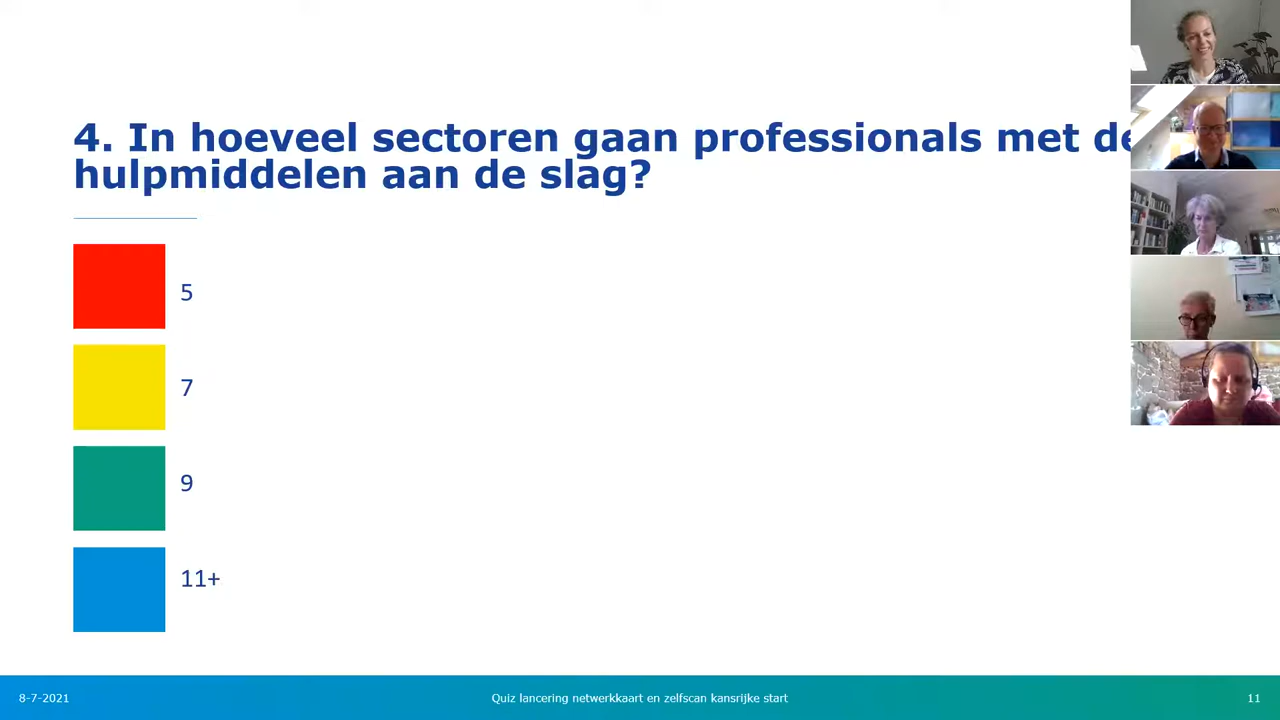 4. In hoeveel sectoren gaan professionals met de
hulpmiddelen aan de slag?
5
7
9
11+
8-7-2021
Quiz lancering netwerkkaart en zelfscan kansrijke start
11